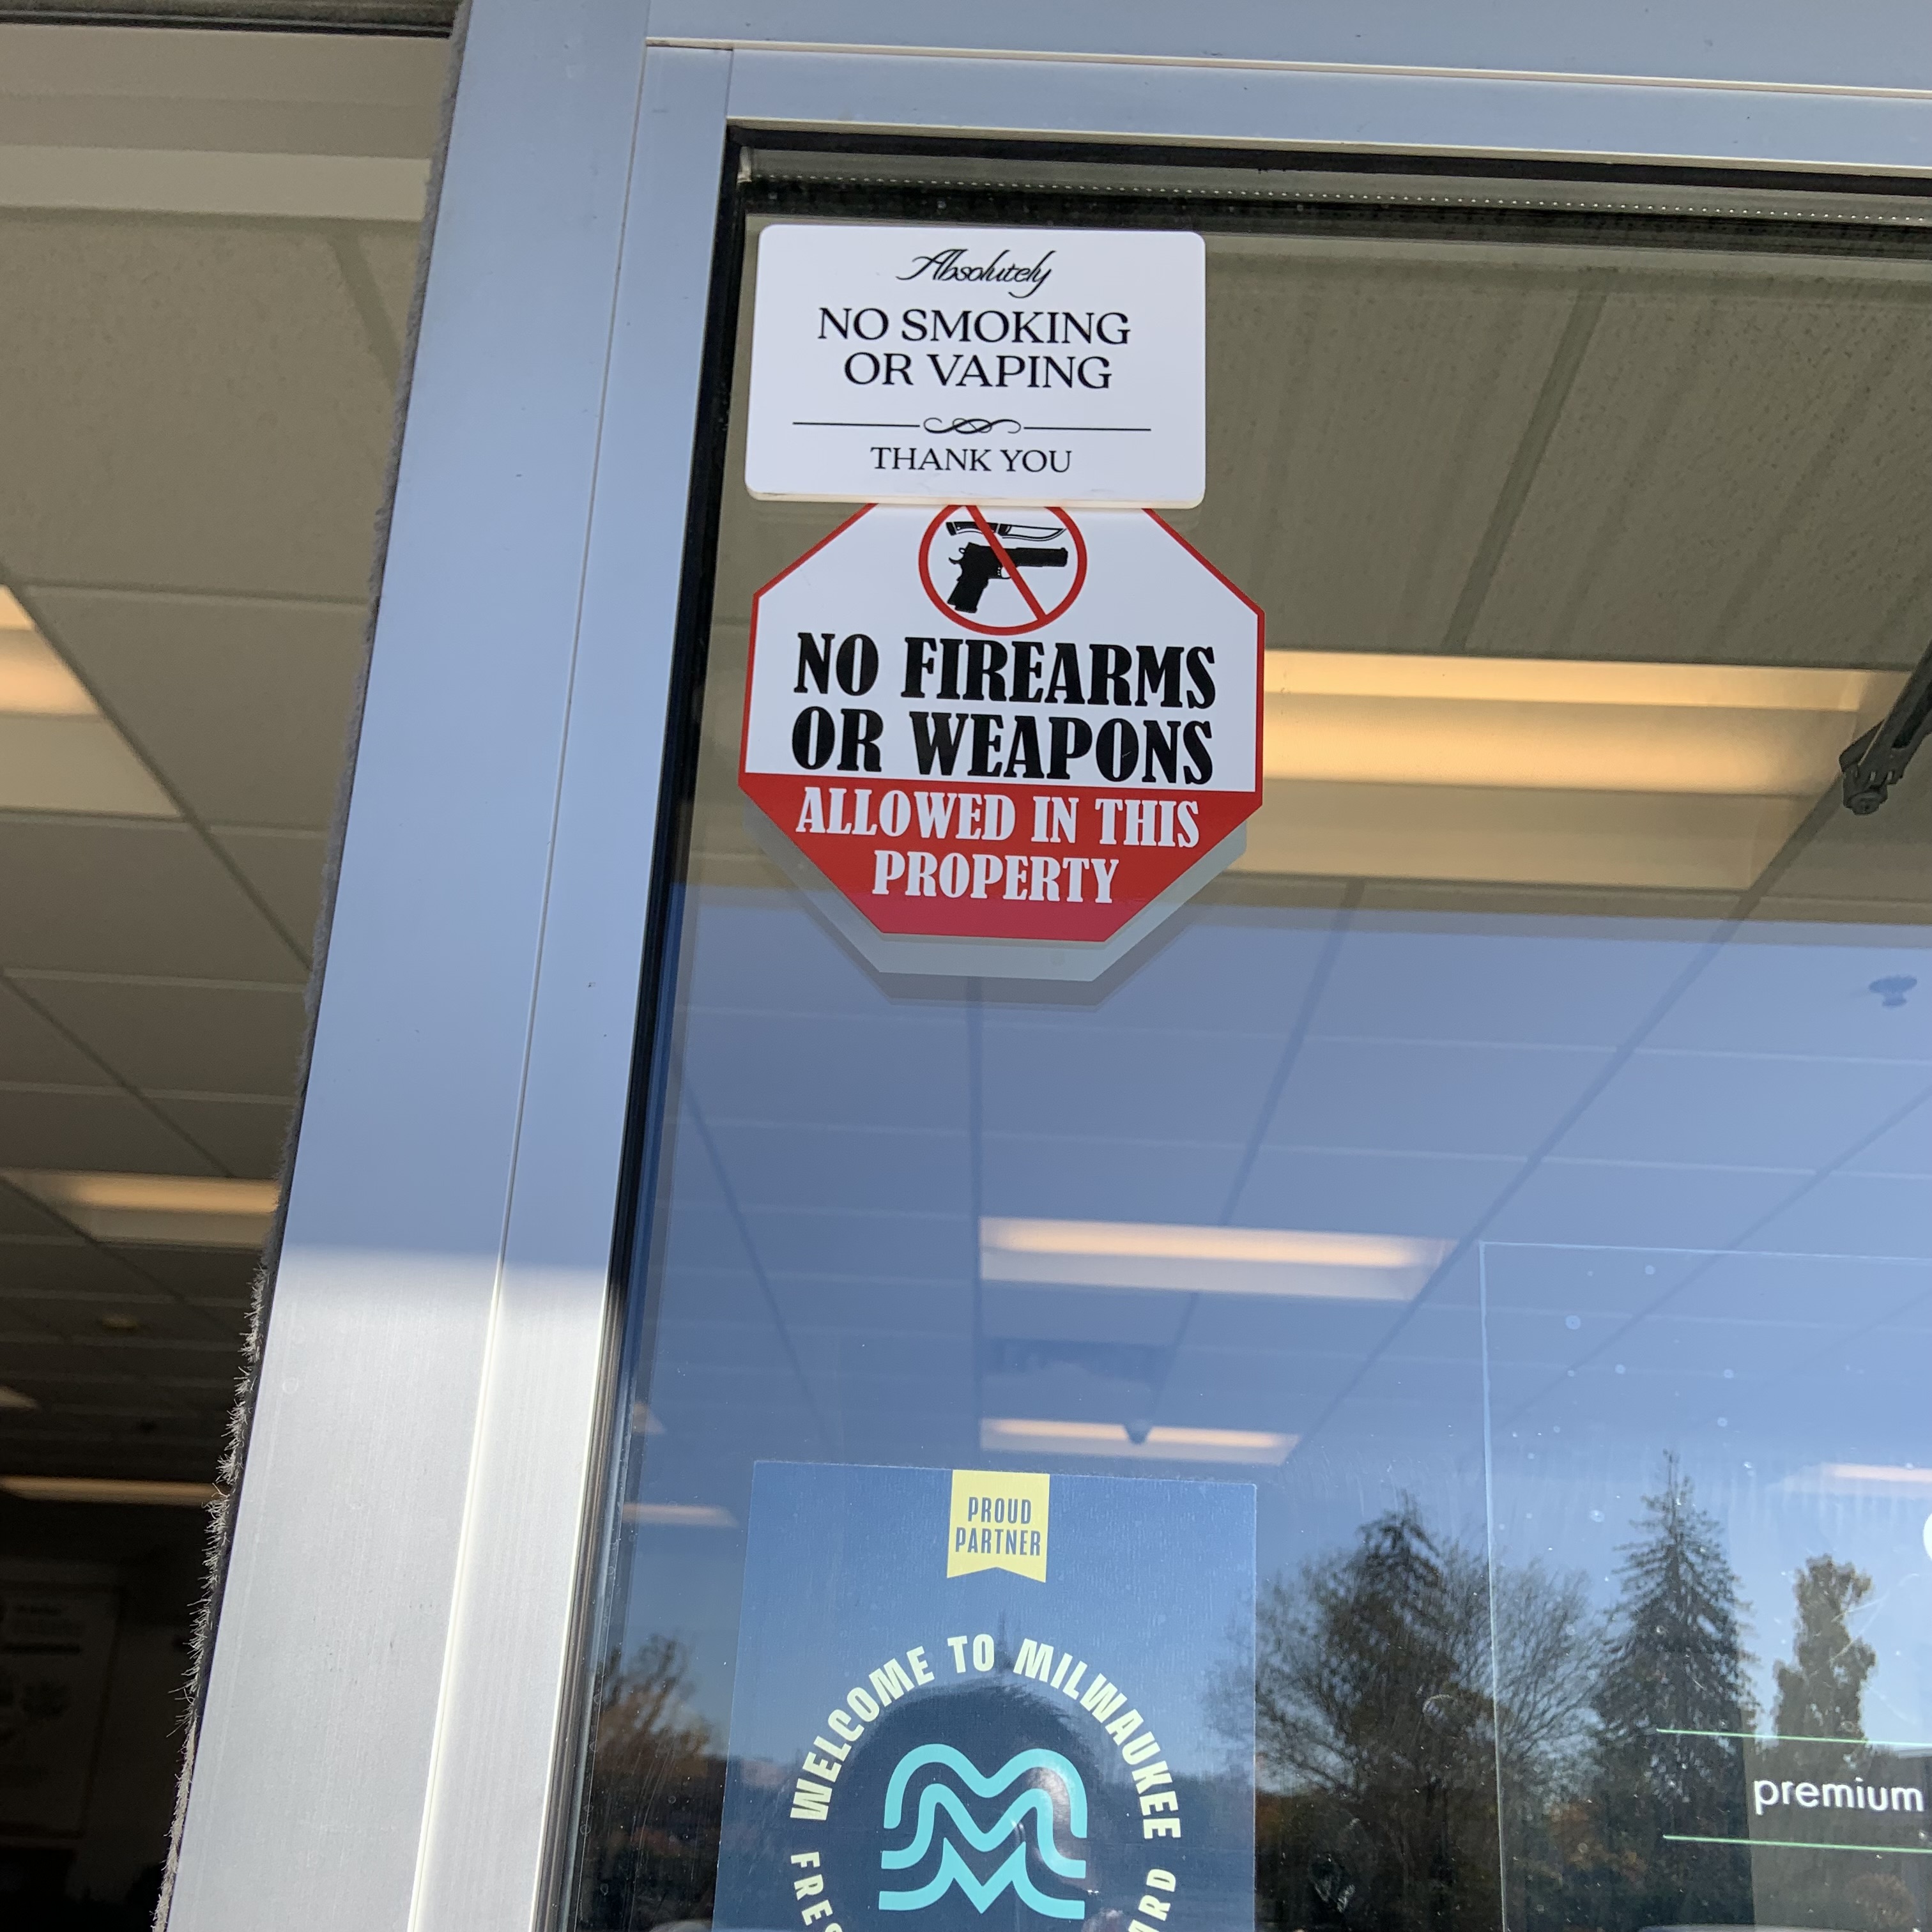 Absolutely
NO SMOKING
OR VAPING
THANK YOU
NO FIREARMS
OR WEAPONS
ALLOWED IN THIS
PROPERTY
PROUD
PARTNER
WELCOME TO MILWAUKEE
premium